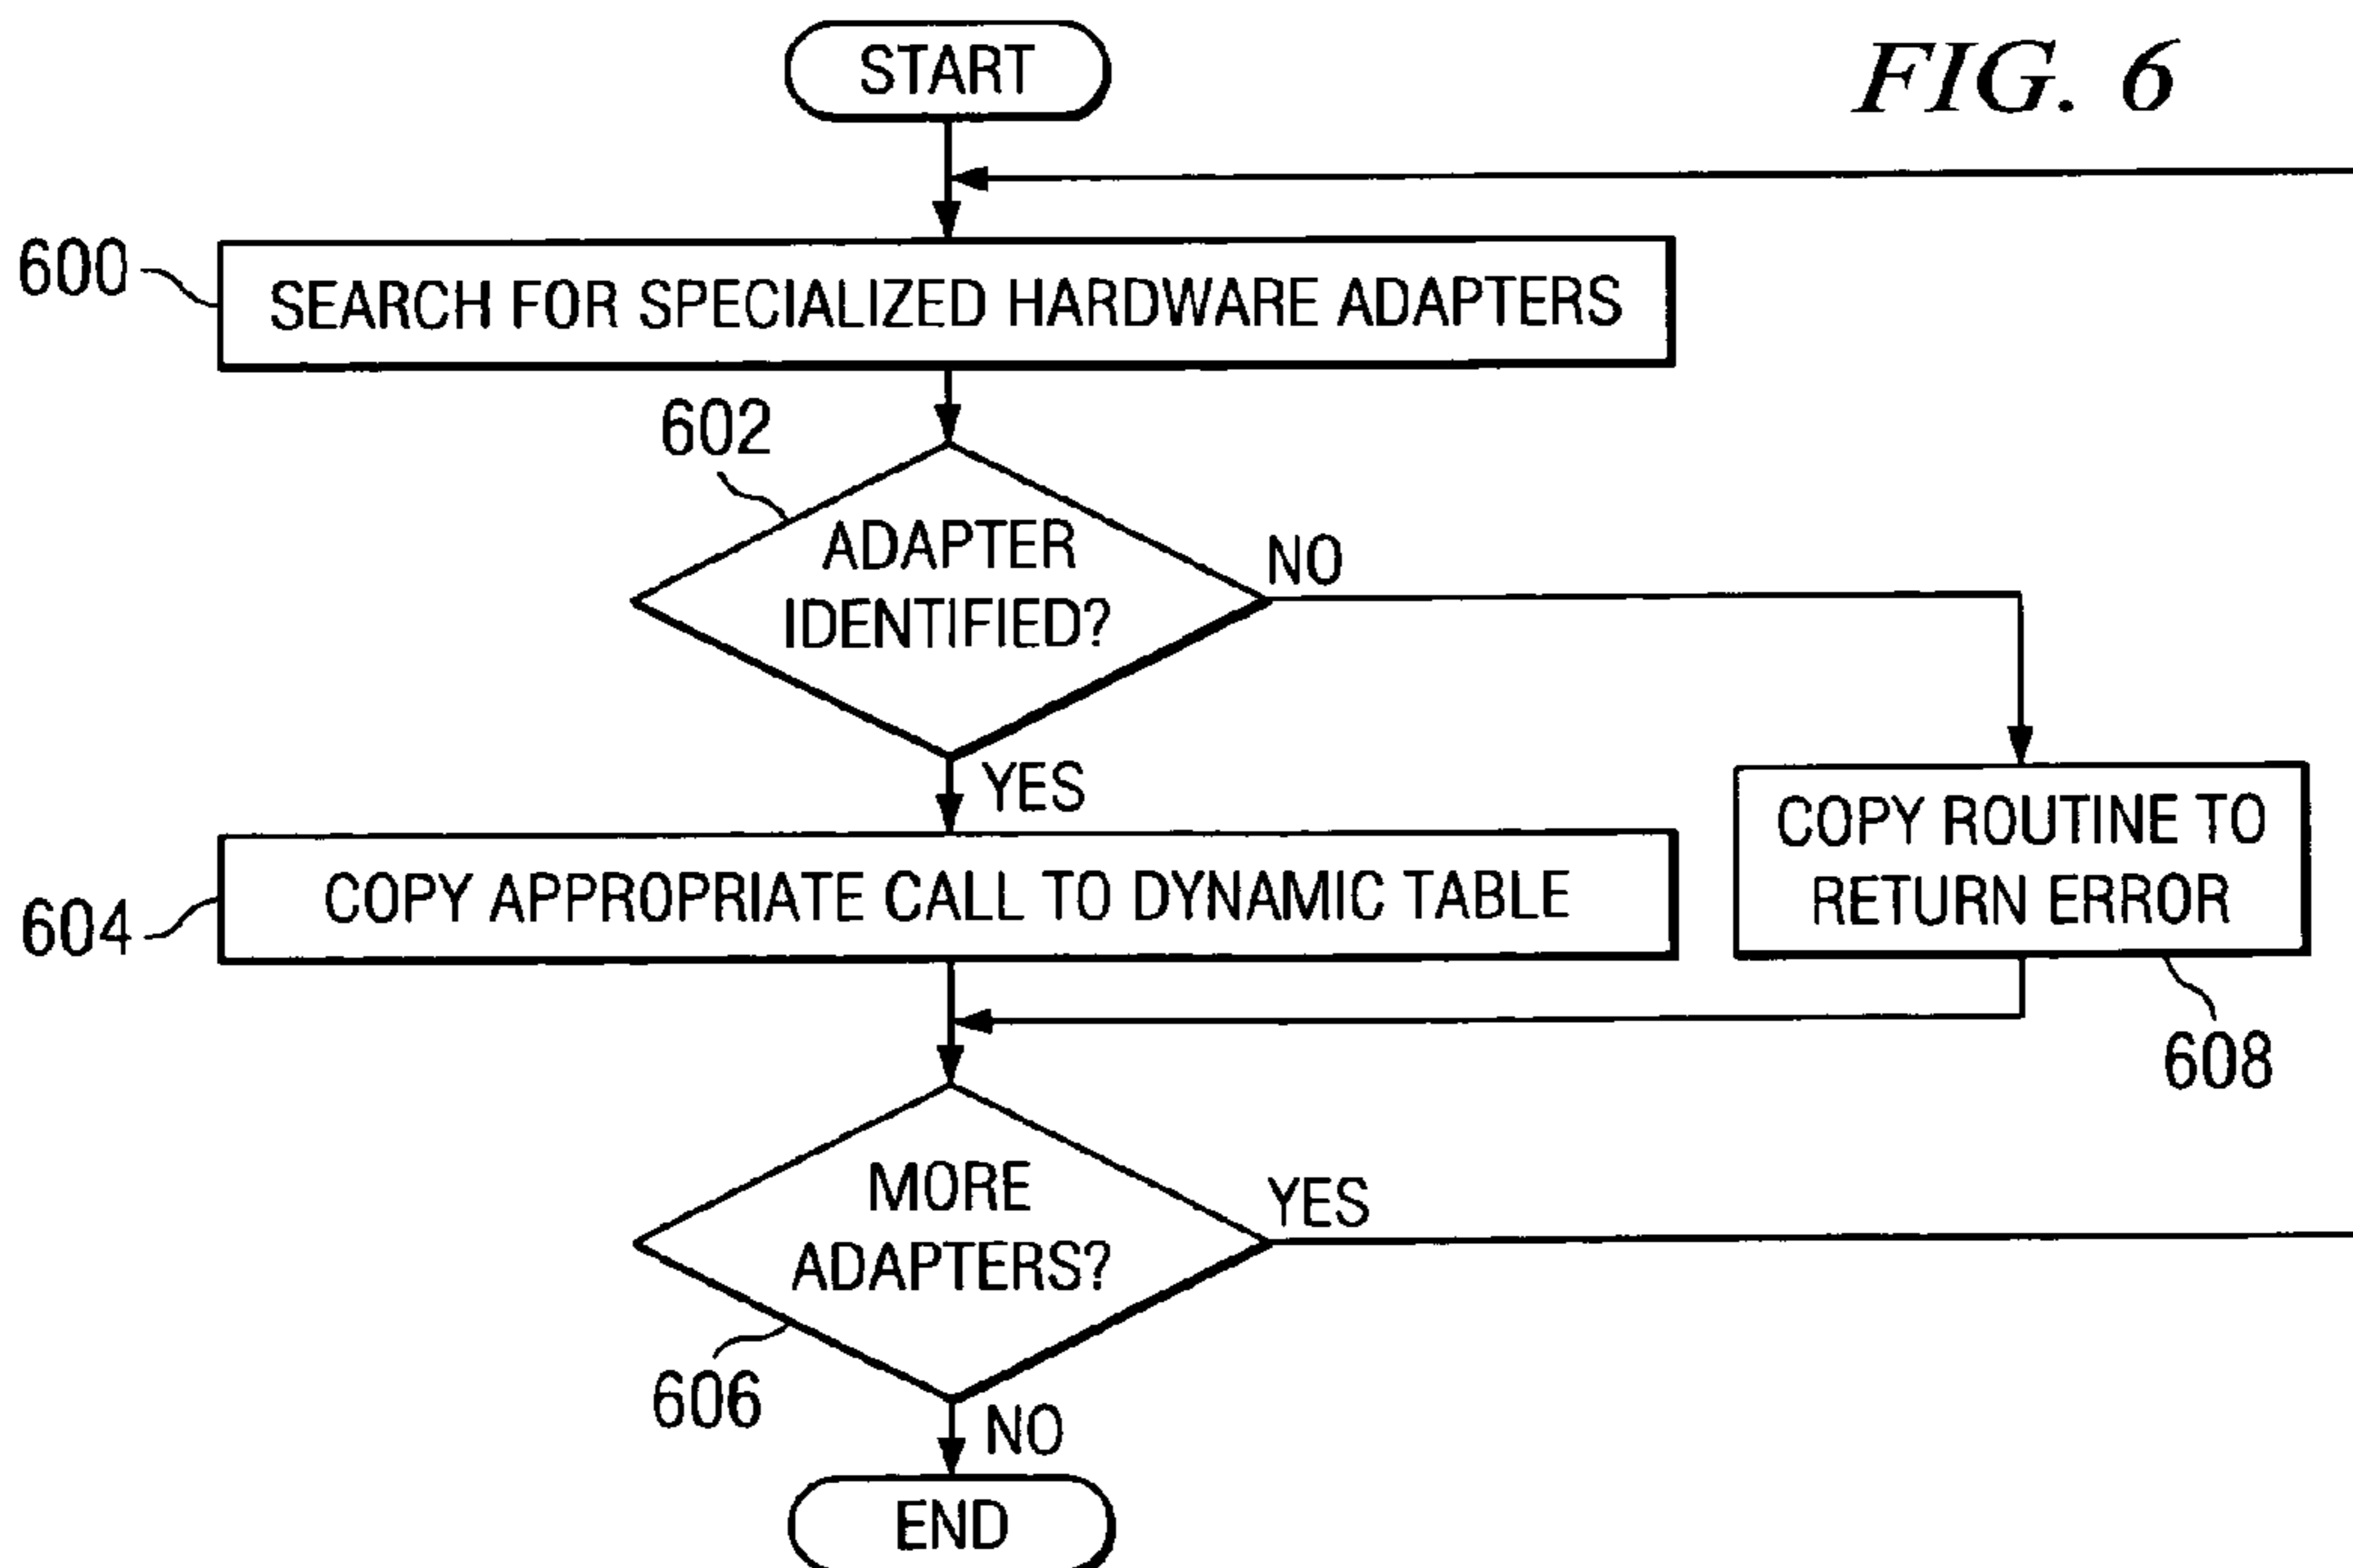 START
FIG. 6
600
SEARCH FOR SPECIALIZED HARDWARE ADAPTERS
602
ADAPTER
IDENTIFIED?
NO
YES
604
COPY APPROPRIATE CALL TO DYNAMIC TABLE
COPY ROUTINE TO
RETURN ERROR
608
MORE
ADAPTERS?
YES
606
NO
END